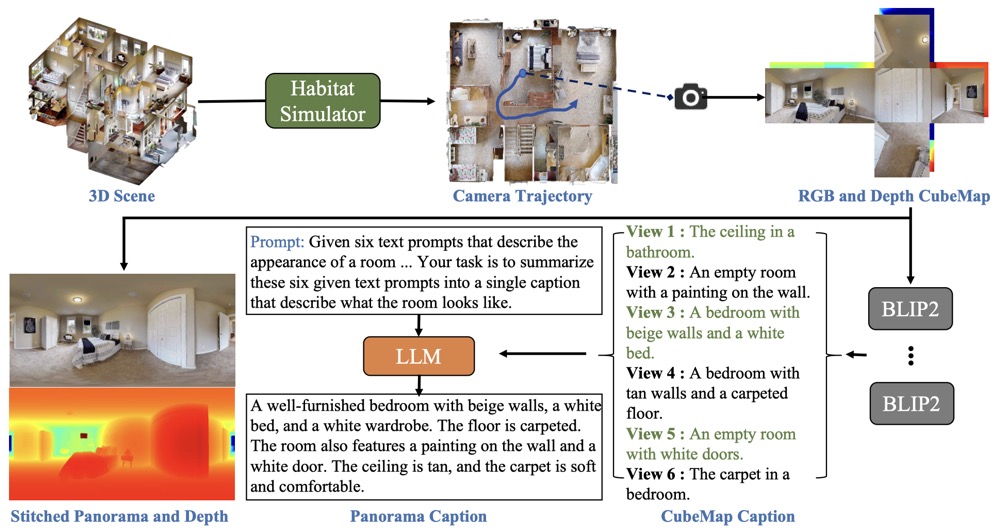 Habitat
Simulator
3D Scene
Camera Trajectory
RGB and Depth CubeMap
Prompt: Given six text prompts that describe the
appearance of a room ... Your task is to summarize
these six given text prompts into a single caption
that describe what the room looks like.
LLM
A well-furnished bedroom with beige walls, a white
bed, and a white wardrobe. The floor is carpeted.
The room also features a painting on the wall and a
white door. The ceiling is tan, and the carpet is soft
and comfortable.
View 1 : The ceiling in a
bathroom.
View 2 : An empty room
with a painting on the wall.
View 3 : A bedroom with
beige walls and a white
bed.
View 4 : A bedroom with
tan walls and a carpeted
floor.
View 5 : An empty room
with white doors.
View 6 : The carpet in a
bedroom.
BLIP2
BLIP2
Stitched Panorama and Depth
Panorama Caption
CubeMap Caption